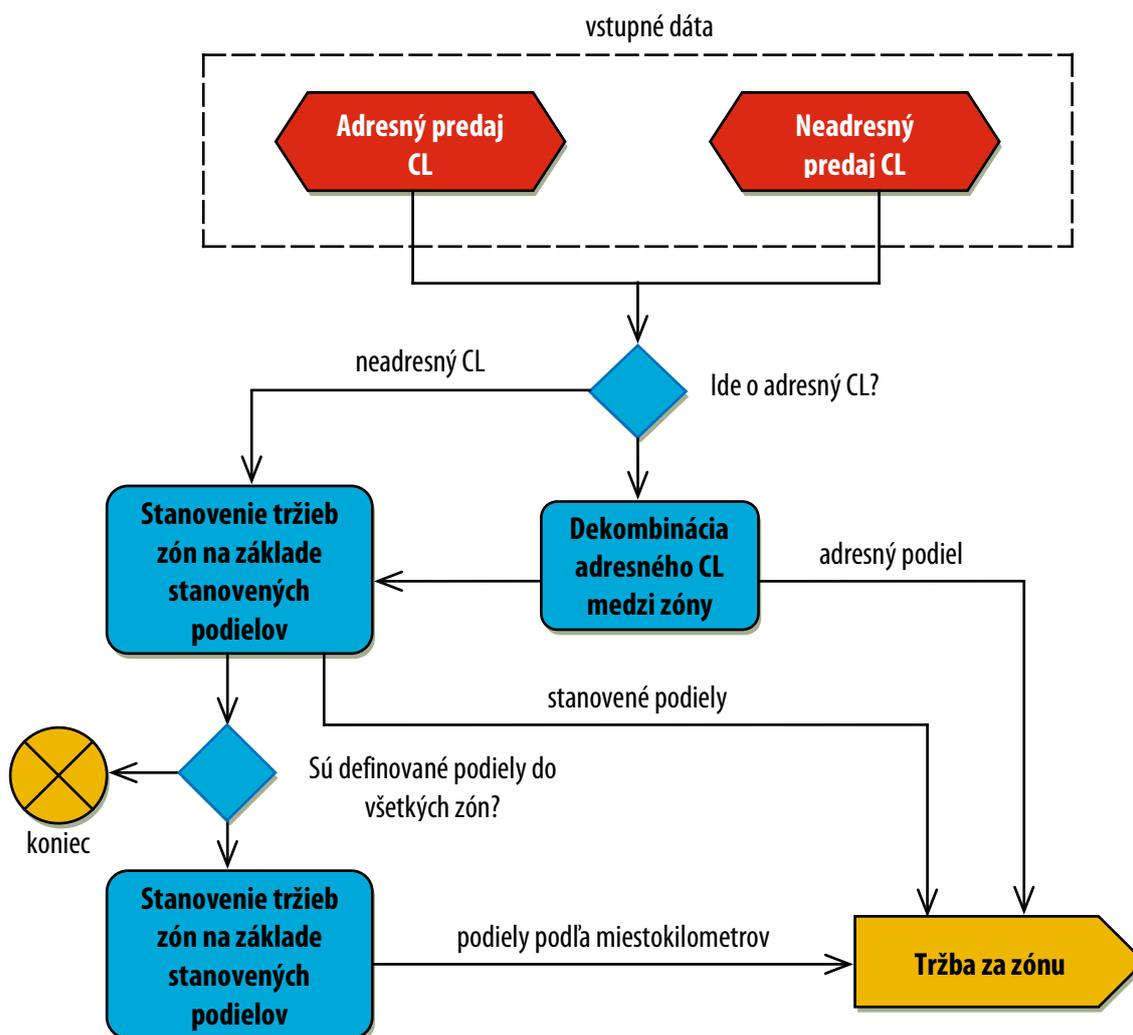 vstupné dáta
Adresný predaj
CL
Neadresný
predaj CL
neadresný CL
Ide o adresný CL?
Stanovenie tržieb
zón na základe
stanovených
podielov
Dekombinácia
adresného CL
medzi zóny
adresný podiel
stanovené podiely
Sú definované podiely do
všetkých zón?
koniec
Stanovenie tržieb
zón na základe
stanovených
podielov
podiely podľa miestokilometrov
Tržba za zónu